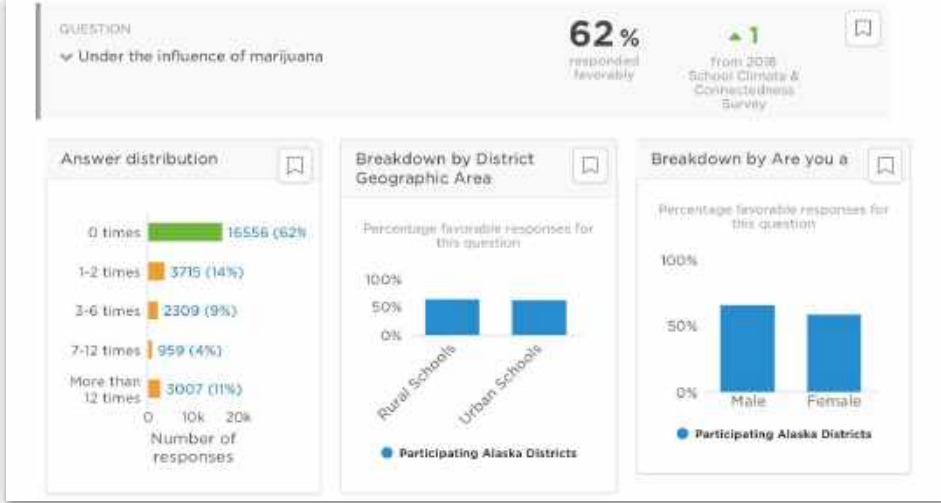 QUESTION
Under the influence of marijuana
62 %
responded
favorably
1
from 2018
School Climate &
Connectedness
Survey
Answer distribution
0 times 16556 (62%
1-2 times 3715 (14%)
3-6 times 2309 (9%)
7-12 times 959 (4%)
More than
12 times 3007 (11%)
0 10k 20k
Number of
responses
Breakdown by District
Geographic Area
Percentage favorable responses for
this question
100%
50%
0%
Rural Schools
Urban Schools
Participating Alaska Districts
Breakdown by Are you a
Percentage favorable responses for
this question
100%
50%
0%
Male Female
Participating Alaska Districts